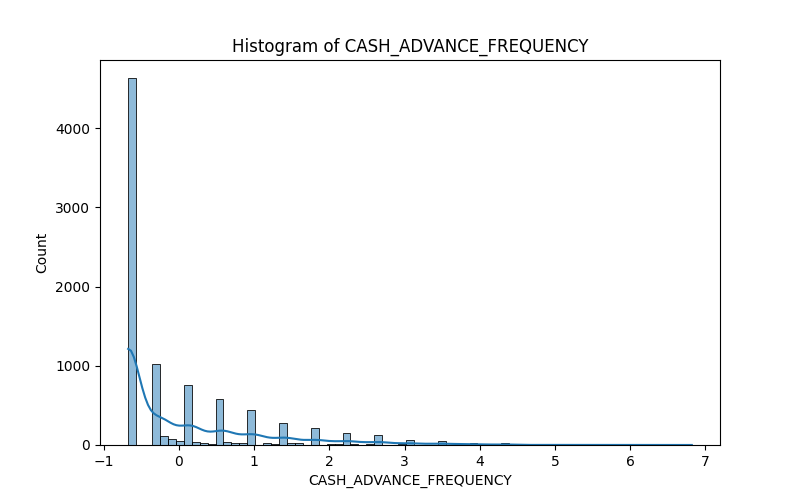 Histogram of CASH_ADVANCE_FREQUENCY
Count
4000
3000
2000
1000
0
−1 0 1 2 3 4 5 6 7
CASH_ADVANCE_FREQUENCY